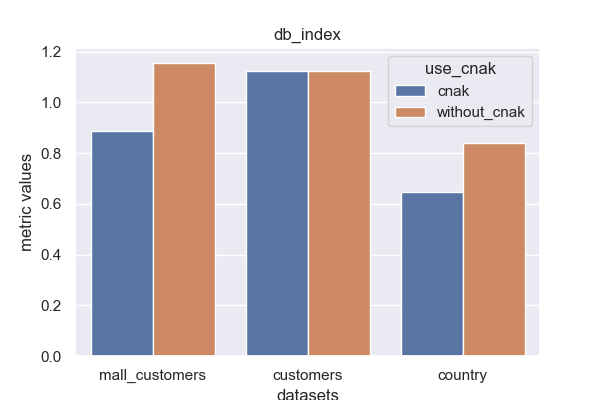 db_index
1.2
1.0
0.8
0.6
0.4
0.2
0.0
metric values
use_cnak
cnak
without_cnak
mall_customers
customers
country
datasets